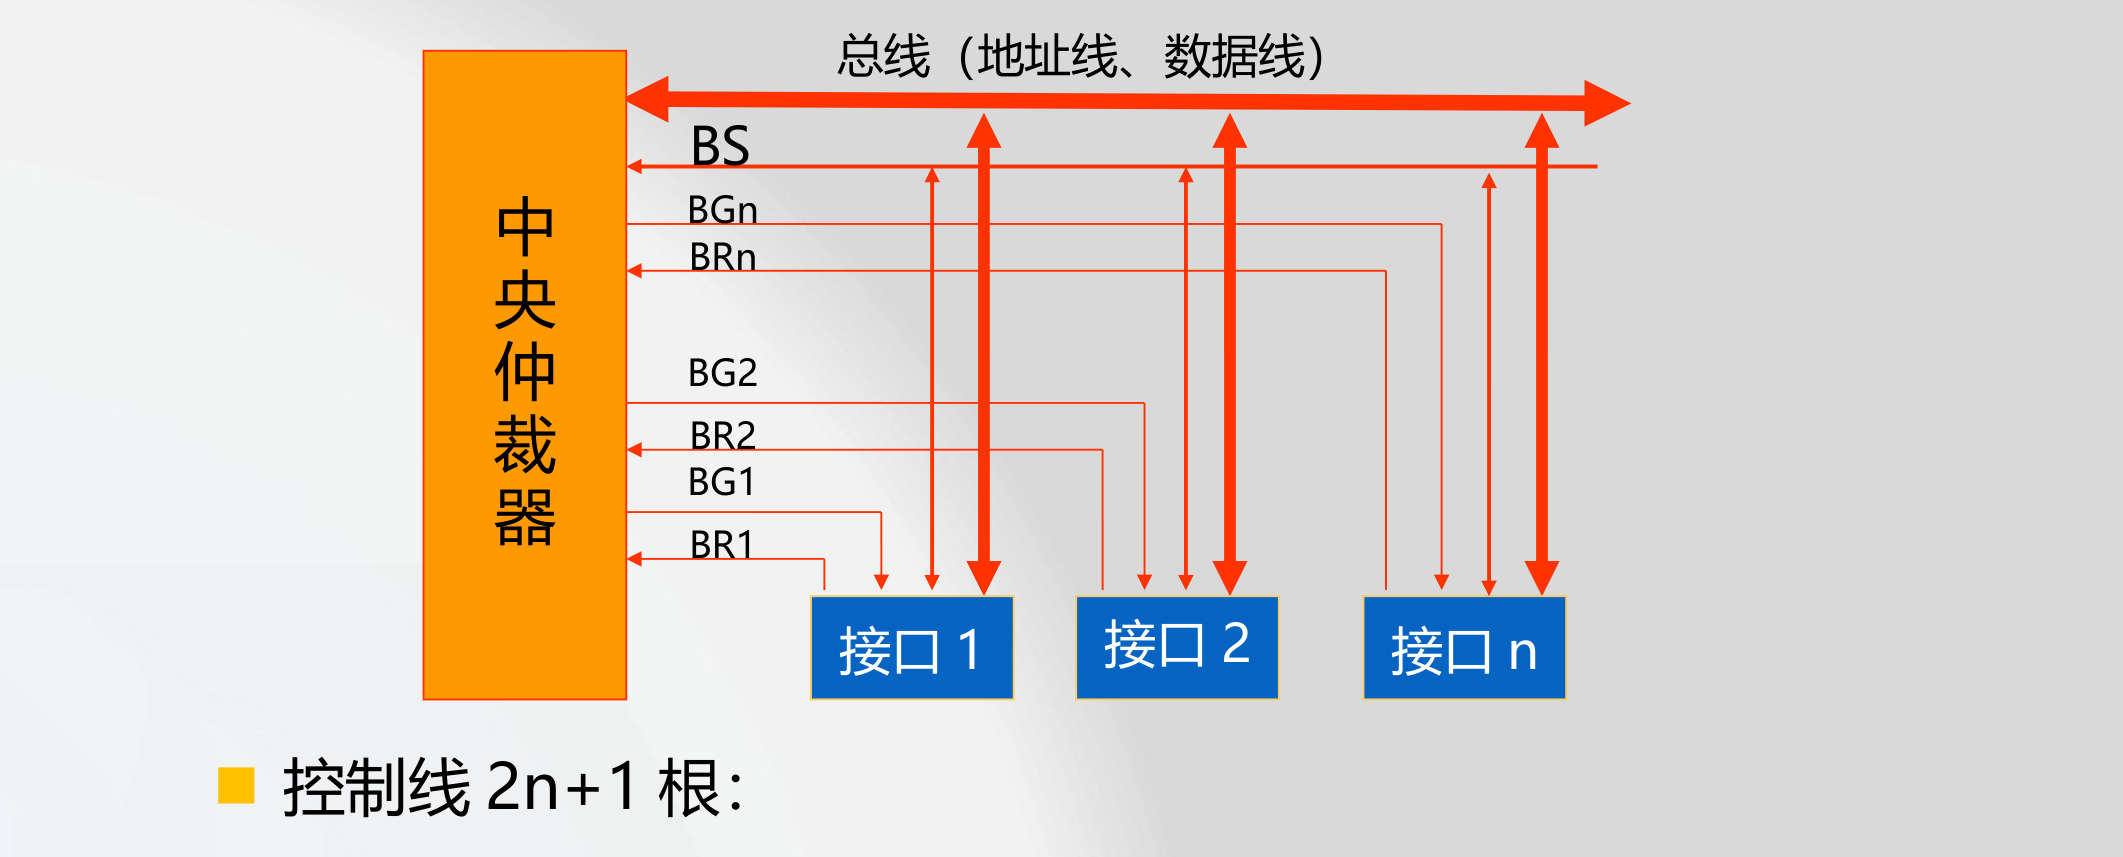 总线（地址线、数据线）
BS
BGn
BRn
BG2
BR2
BG1
BR1
中央仲裁器
接口 1
接口 2
接口 n
控制线 2n+1 根：